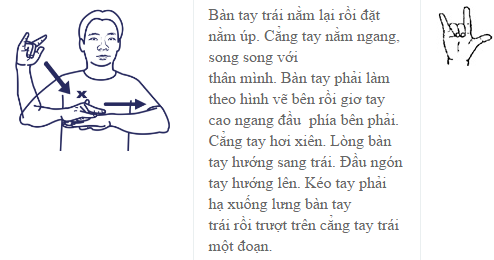 Bàn tay trái nắm lại rồi đặt
nằm úp. Cẳng tay nằm ngang,
song song với
thân mình. Bàn tay phải làm
theo hình vẽ bên rồi giơ tay
cao ngang đầu phía bên phải.
Cẳng tay hơi xiên. Lòng bàn
tay hướng sang trái. Đầu ngón
tay hướng lên. Kéo tay phải
hạ xuống lưng bàn tay
trái rồi trượt trên cẳng tay trái
một đoạn.
x